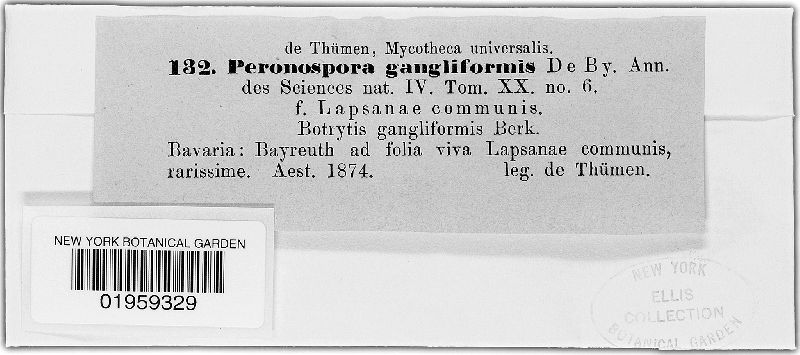 de Thümen, Mycotheca universalis.
132. Peronospora gangliformis De By. Ann.
des Sciences nat. IV. Tom. XX. no. 6.
f. Lapsanae communis.
Botrytis gangliformis Berk.
Bavaria: Bayreuth ad folia viva Lapsanae communis,
rarissime. Aest. 1874. leg. de Thümen.
NEW YORK BOTANICAL GARDEN
01959329
NEW YORK
ELLIS
COLLECTION
BOTANICAL GARDEN